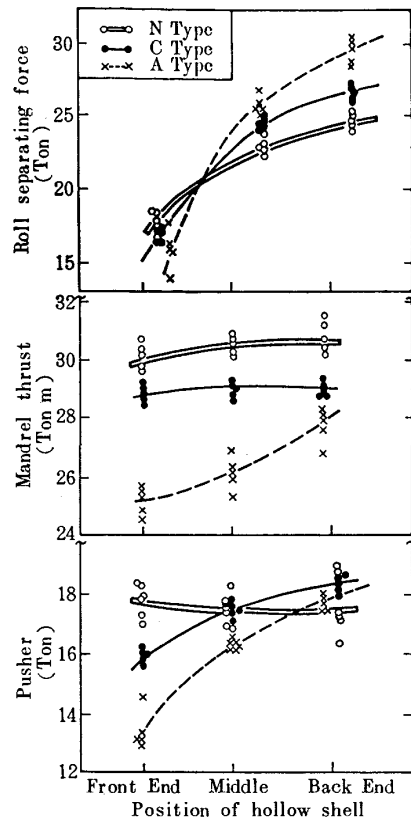 N Type
C Type
A Type
Roll separating force
(Ton)
30
25
20
15
Mandrel thrust
(Ton m)
32
30
28
26
24
Pusher
(Ton)
18
16
13
12
Front End Middle Back End
Position of hollow shell